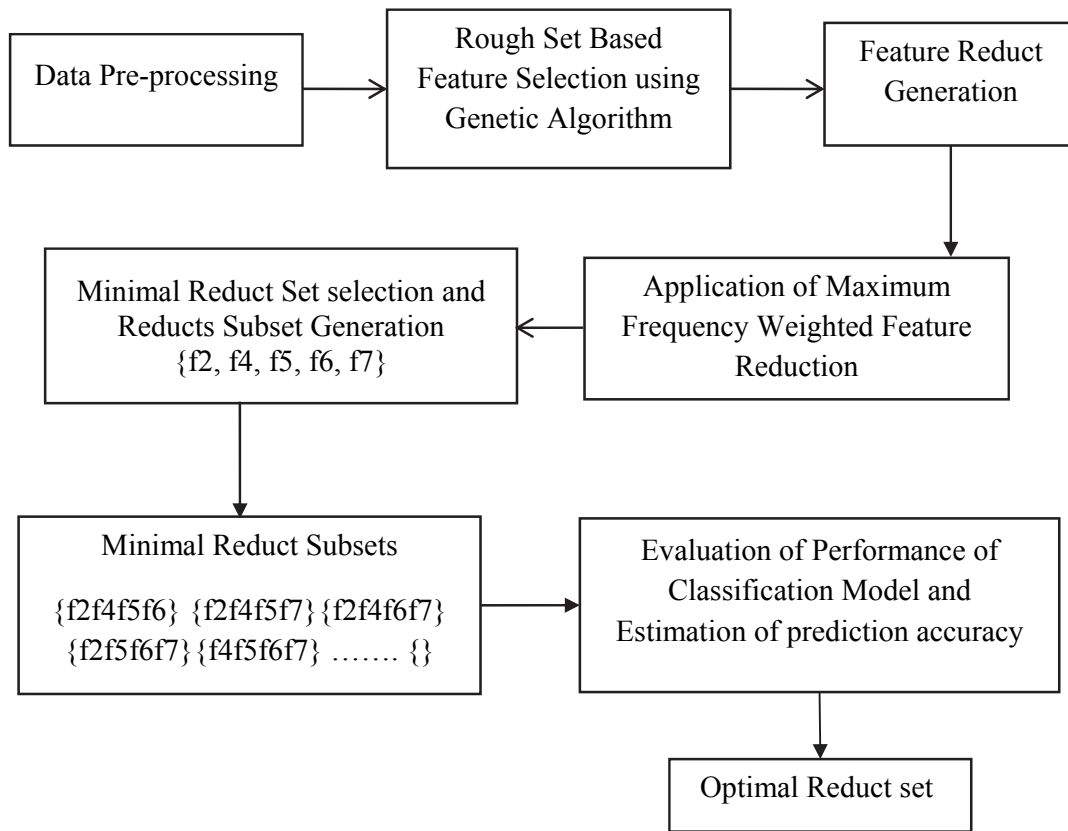 Data Pre-processing
Rough Set Based
Feature Selection using
Genetic Algorithm
Feature Reduct
Generation
Application of Maximum
Frequency Weighted Feature
Reduction
Minimal Reduct Set selection and
Reducts Subset Generation
{f2, f4, f5, f6, f7}
Minimal Reduct Subsets
{f2f4f5f6} {f2f4f5f7} {f2f4f6f7}
{f2f5f6f7} {f4f5f6f7} ……. {}
Evaluation of Performance of
Classification Model and
Estimation of prediction accuracy
Optimal Reduct set